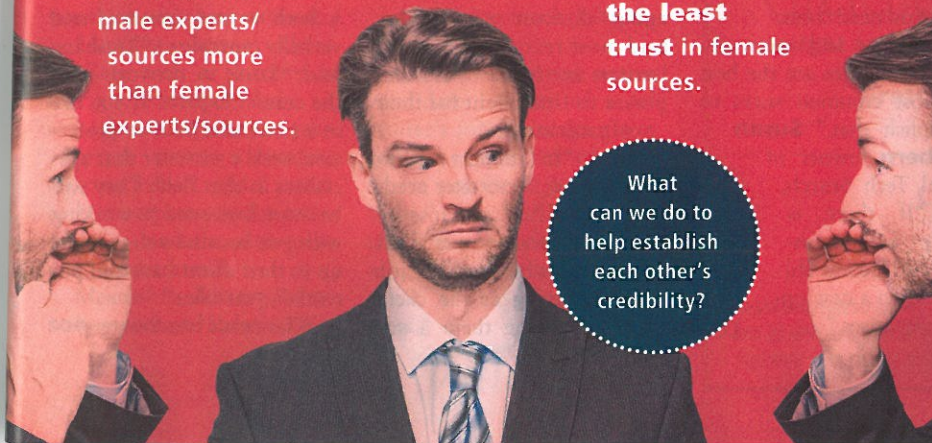 male experts/
sources more
than female
experts/sources.
the least
trust in female
sources.
What
can we do to
help establish
each other's
credibility?